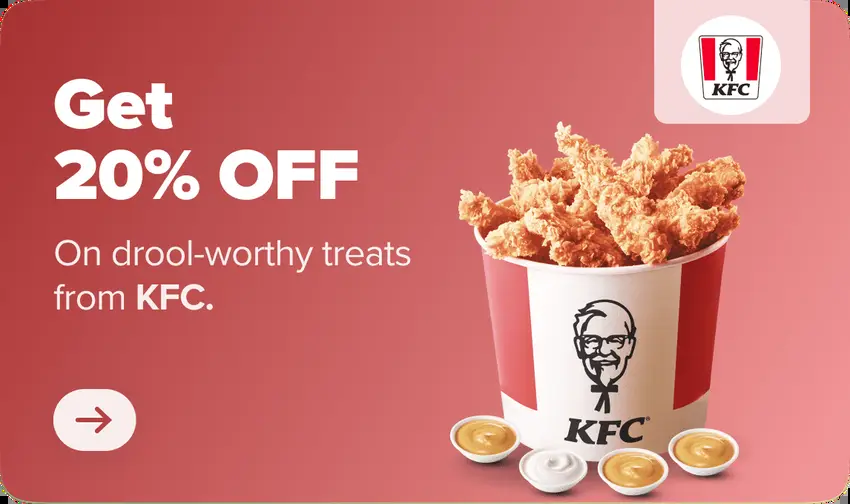 Get
20% OFF
On drool-worthy treats
from KFC.
KFC
KFC®